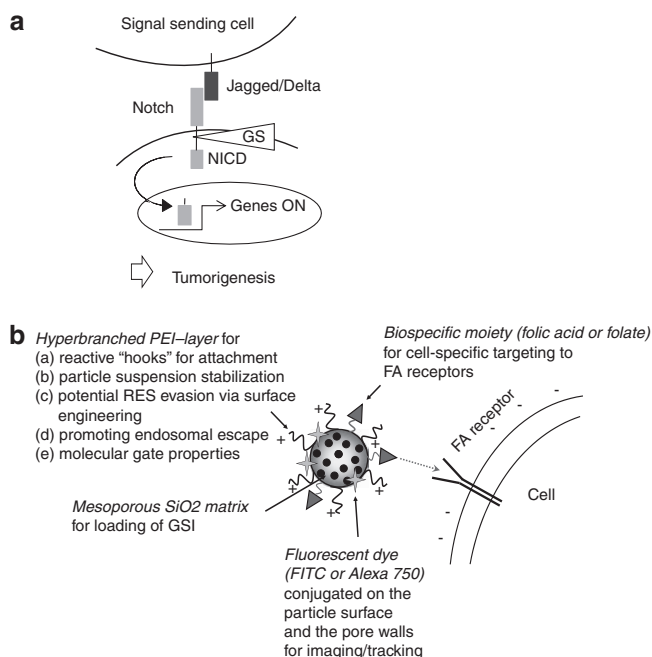 a
Signal sending cell
Jagged/Delta
Notch
GS
NICD
Genes ON
Tumorigenesis
b
Hyperbranched PEI–layer for
(a) reactive “hooks” for attachment
(b) particle suspension stabilization
(c) potential RES evasion via surface
engineering
(d) promoting endosomal escape
(e) molecular gate properties
Biospecific moiety (folic acid or folate)
for cell-specific targeting to
FA receptors
FA receptor
Cell
Mesoporous SiO2 matrix
for loading of GSI
Fluorescent dye
(FITC or Alexa 750)
conjugated on the
particle surface
and the pore walls
for imaging/tracking